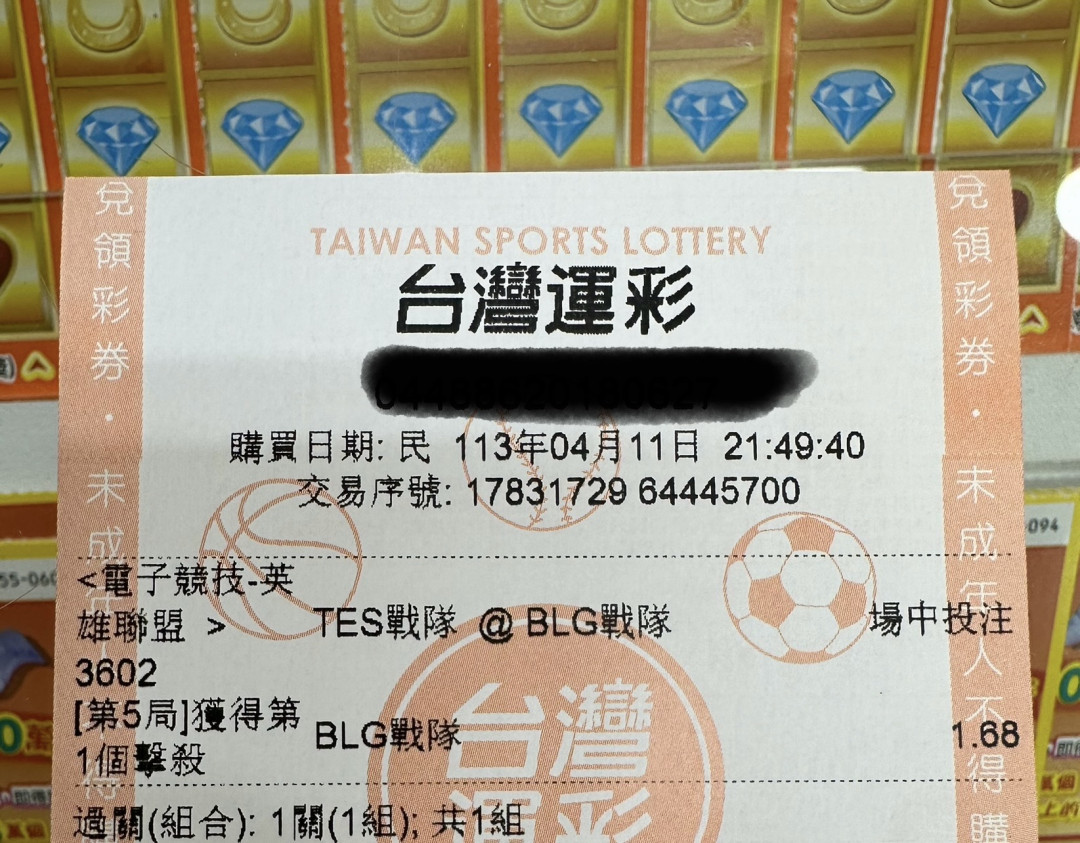 TAIWAN SPORTS LOTTERY
台灣運彩
購買日期: 民 113年04月11日 21:49:40
交易序號: 17831729 64445700
<電子競技-英
雄聯盟 > TES戰隊 @ BLG戰隊 場中投注
3602
[第5局]獲得第
1個擊殺 BLG戰隊 1.68
過關(組合): 1關(1組); 共1組
台灣
運彩
兌領彩券·未成
兌領彩券·未成年人不得購